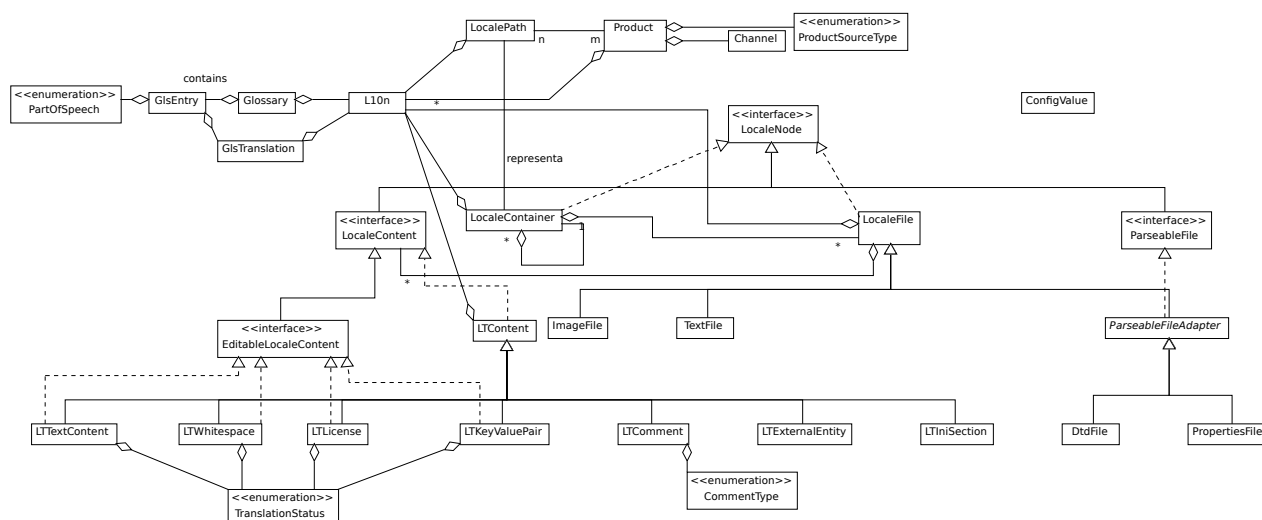 LocalePath
Product
<<enumeration>>
ProductSourceType
Channel
n
m
contains
<<enumeration>>
PartOfSpeech
GlsEntry
Glossary
L10n
*
GlsTranslation
<<interface>>
LocaleNode
ConfigValue
representa
<<interface>>
LocaleContent
LocaleContainer
1
*
LocaleFile
*
<<interface>>
ParseableFile
*
<<interface>>
EditableLocaleContent
LTContent
ImageFile
TextFile
ParseableFileAdapter
LTTextContent
LTWhitespace
LTLicense
LTKeyValuePair
LTComment
LTExternalEntity
LTIniSection
DtdFile
PropertiesFile
<<enumeration>>
TranslationStatus
<<enumeration>>
CommentType